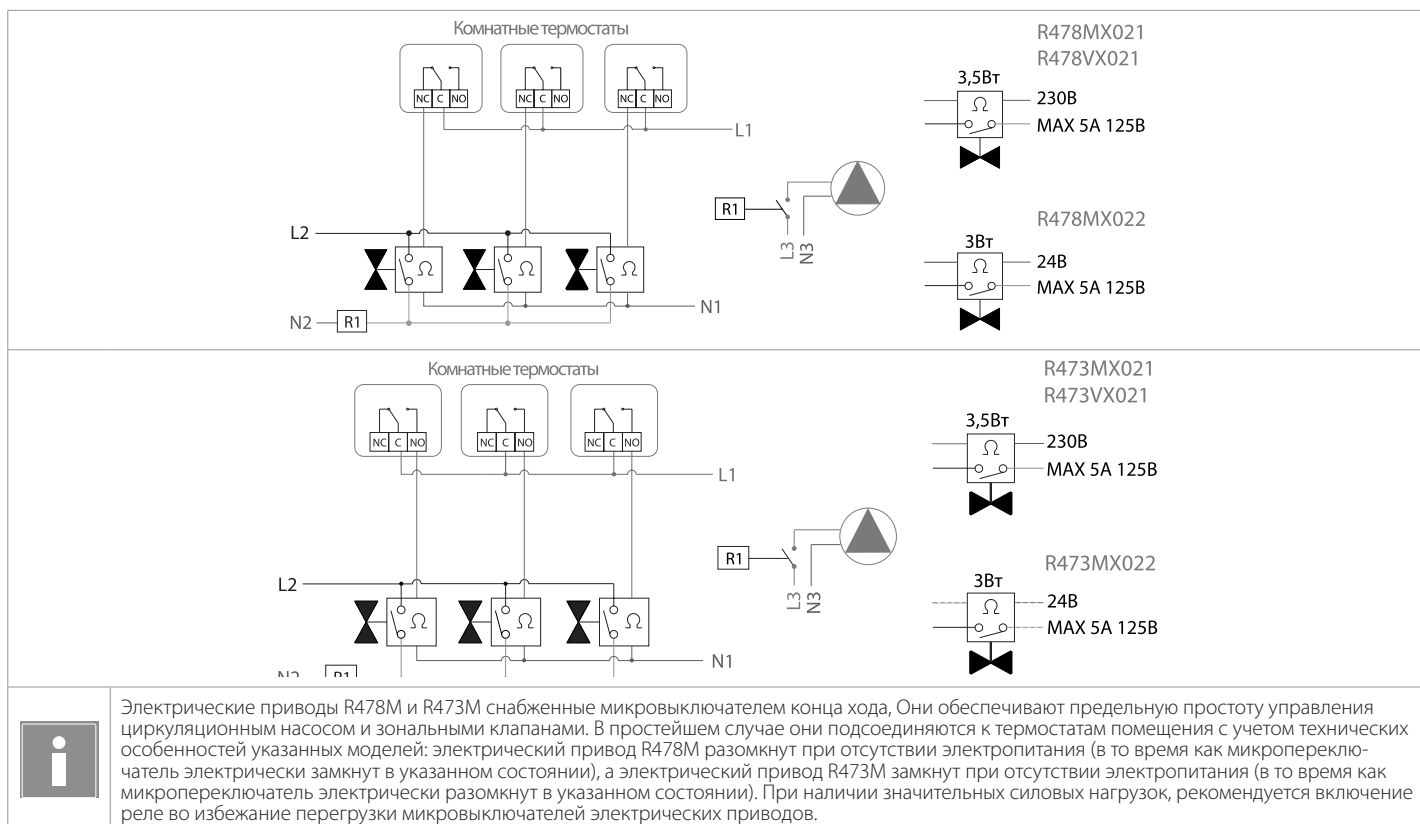 Комнатные термостаты
NC C NO
NC C NO
NC C NO
L1
L2
N1
N2
R1
R1
L3
N3
R478MX021
R478VX021
3,5Вт
Ω
230В
MAX 5A 125В
R478MX022
3Вт
Ω
24В
MAX 5A 125В
Ω
Ω
Ω
Комнатные термостаты
NC C NO
NC C NO
NC C NO
L1
L2
Ω
Ω
Ω
N1
N2
R1
R1
L3
N3
R473MX021
R473VX021
3,5Вт
Ω
230В
MAX 5A 125В
R473MX022
3Вт
Ω
24В
MAX 5A 125В
i
Электрические приводы R478M и R473M снабженные микровыключателем конца хода, Они обеспечивают предельную простоту управления
циркуляционным насосом и зональными клапанами. В простейшем случае они подсоединяются к термостатам помещения с учетом технических
особенностей указанных моделей: электрический привод R478M разомкнут при отсутствии электропитания (в то время как микропереклю-
чатель электрически замкнут в указанном состоянии), а электрический привод R473M замкнут при отсутствии электропитания (в то время как
микропереключатель электрически разомкнут в указанном состоянии). При наличии значительных силовых нагрузок, рекомендуется включение
реле во избежание перегрузки микровыключателей электрических приводов.